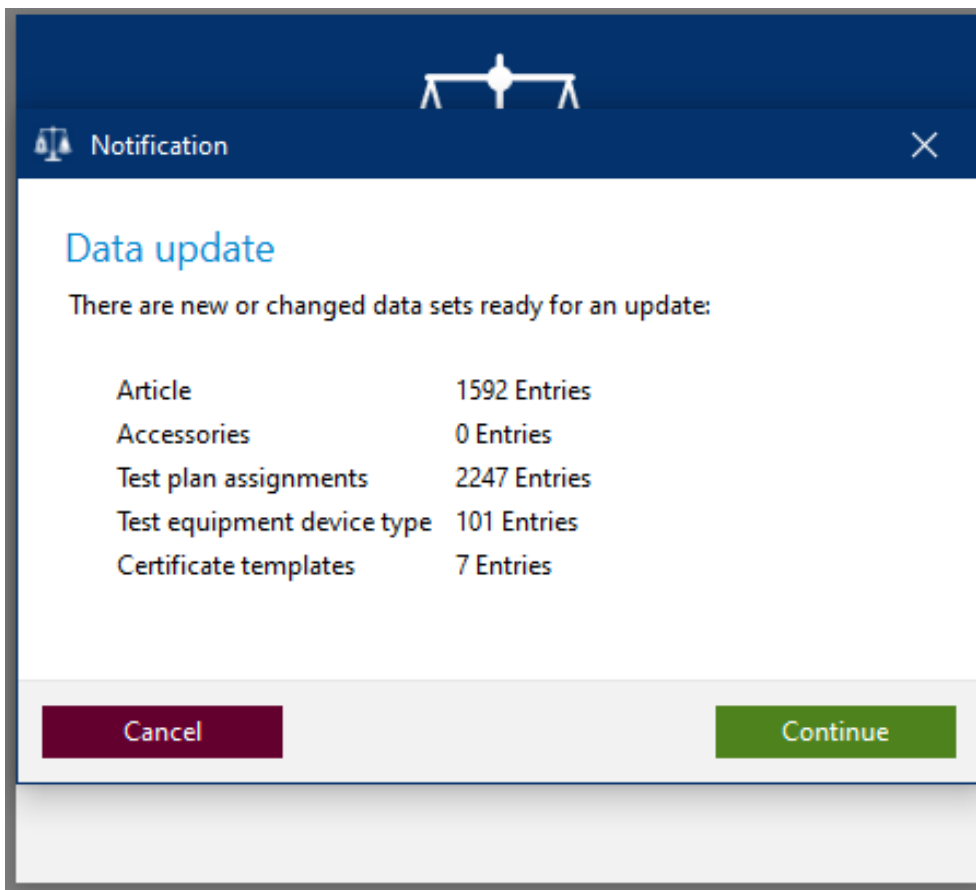 Notification
Data update
There are new or changed data sets ready for an update:
Article 1592 Entries
Accessories 0 Entries
Test plan assignments 2247 Entries
Test equipment device type 101 Entries
Certificate templates 7 Entries
Cancel Continue